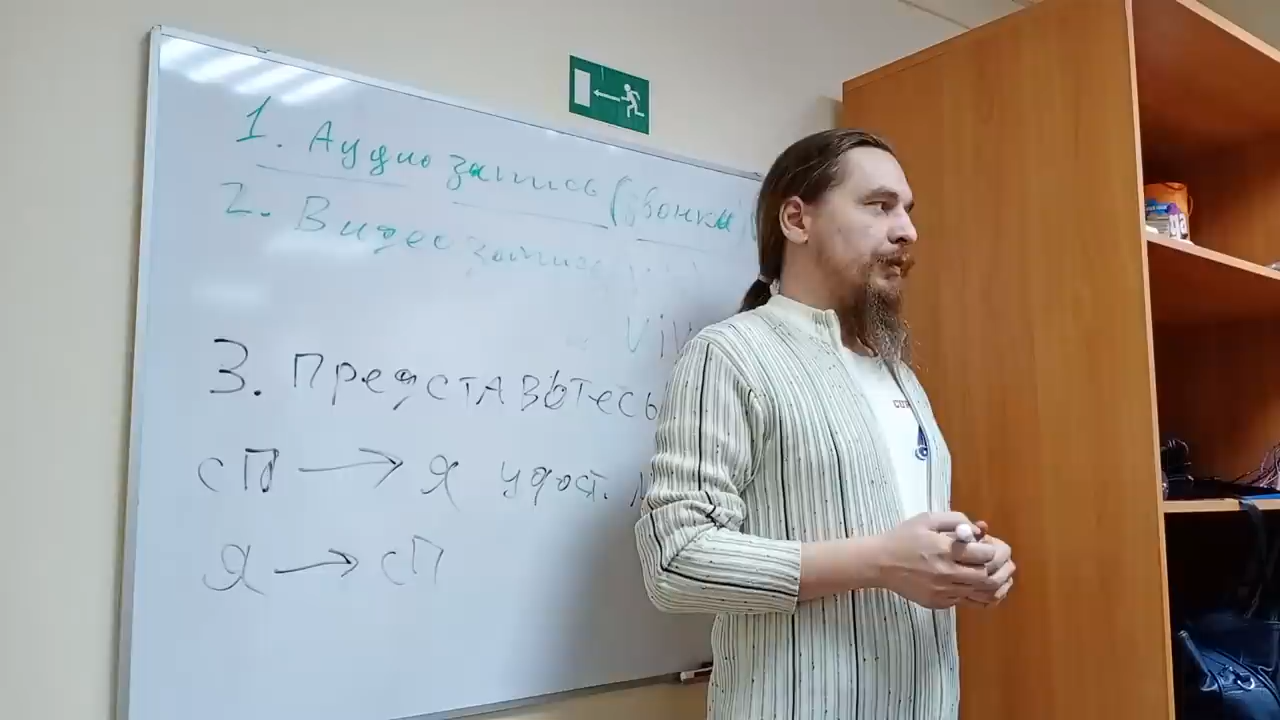 1. Аудиозапись (звонки)
2. Видеозапись
3. Представьтесь
сП → Я удост.
Я → сП